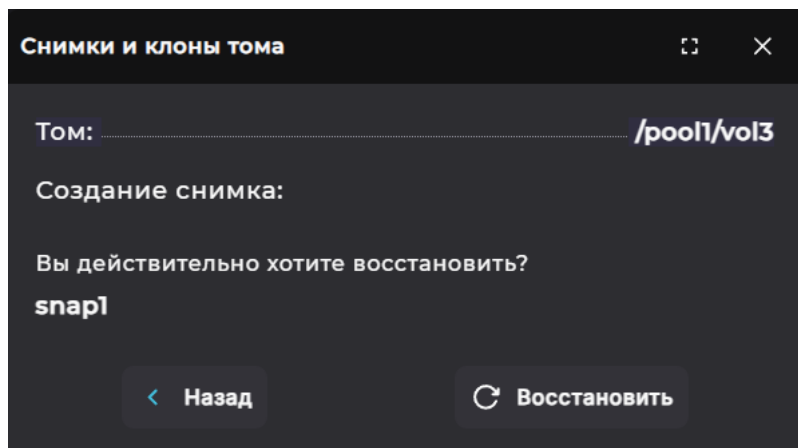 Снимки и клоны тома
Том: /pool1/vol3
Создание снимка:
Вы действительно хотите восстановить?
snap1
Назад Восстановить